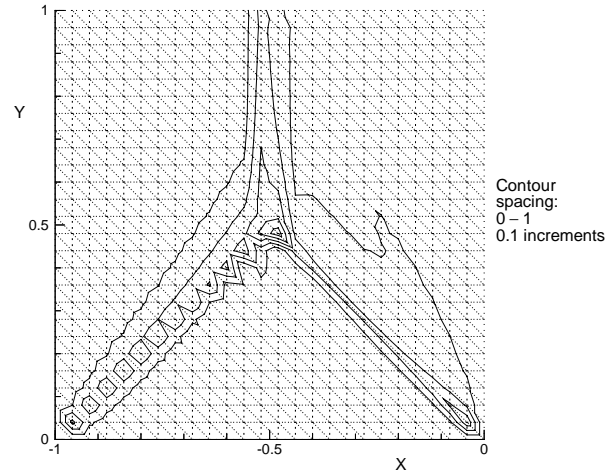 1
Y
0.5
0
-1
-0.5
0
X
Contour
spacing:
0 – 1
0.1 increments